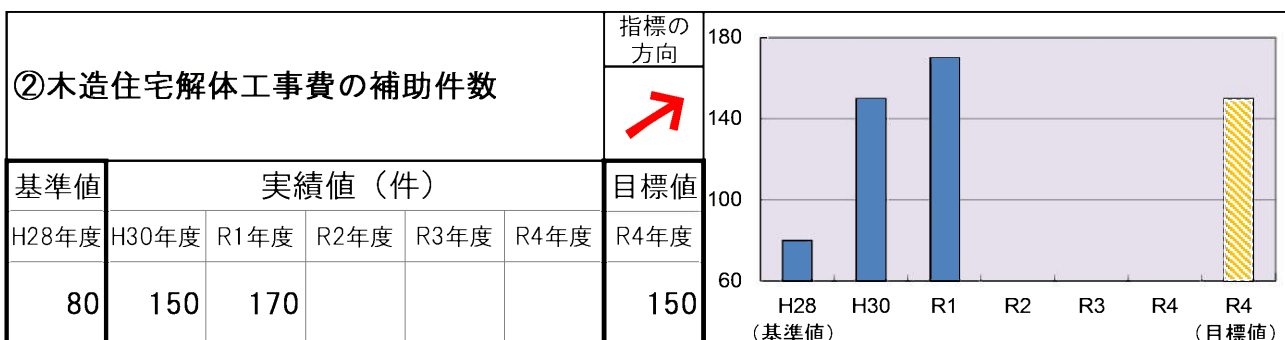 ②木造住宅解体工事費の補助件数
指標の
方向
基準値 実績値（件） 目標値
H28年度 H30年度 R1年度 R2年度 R3年度 R4年度 R4年度
80 150 170 150
180
140
100
60
H28 H30 R1 R2 R3 R4 R4
（基準値） （目標値）